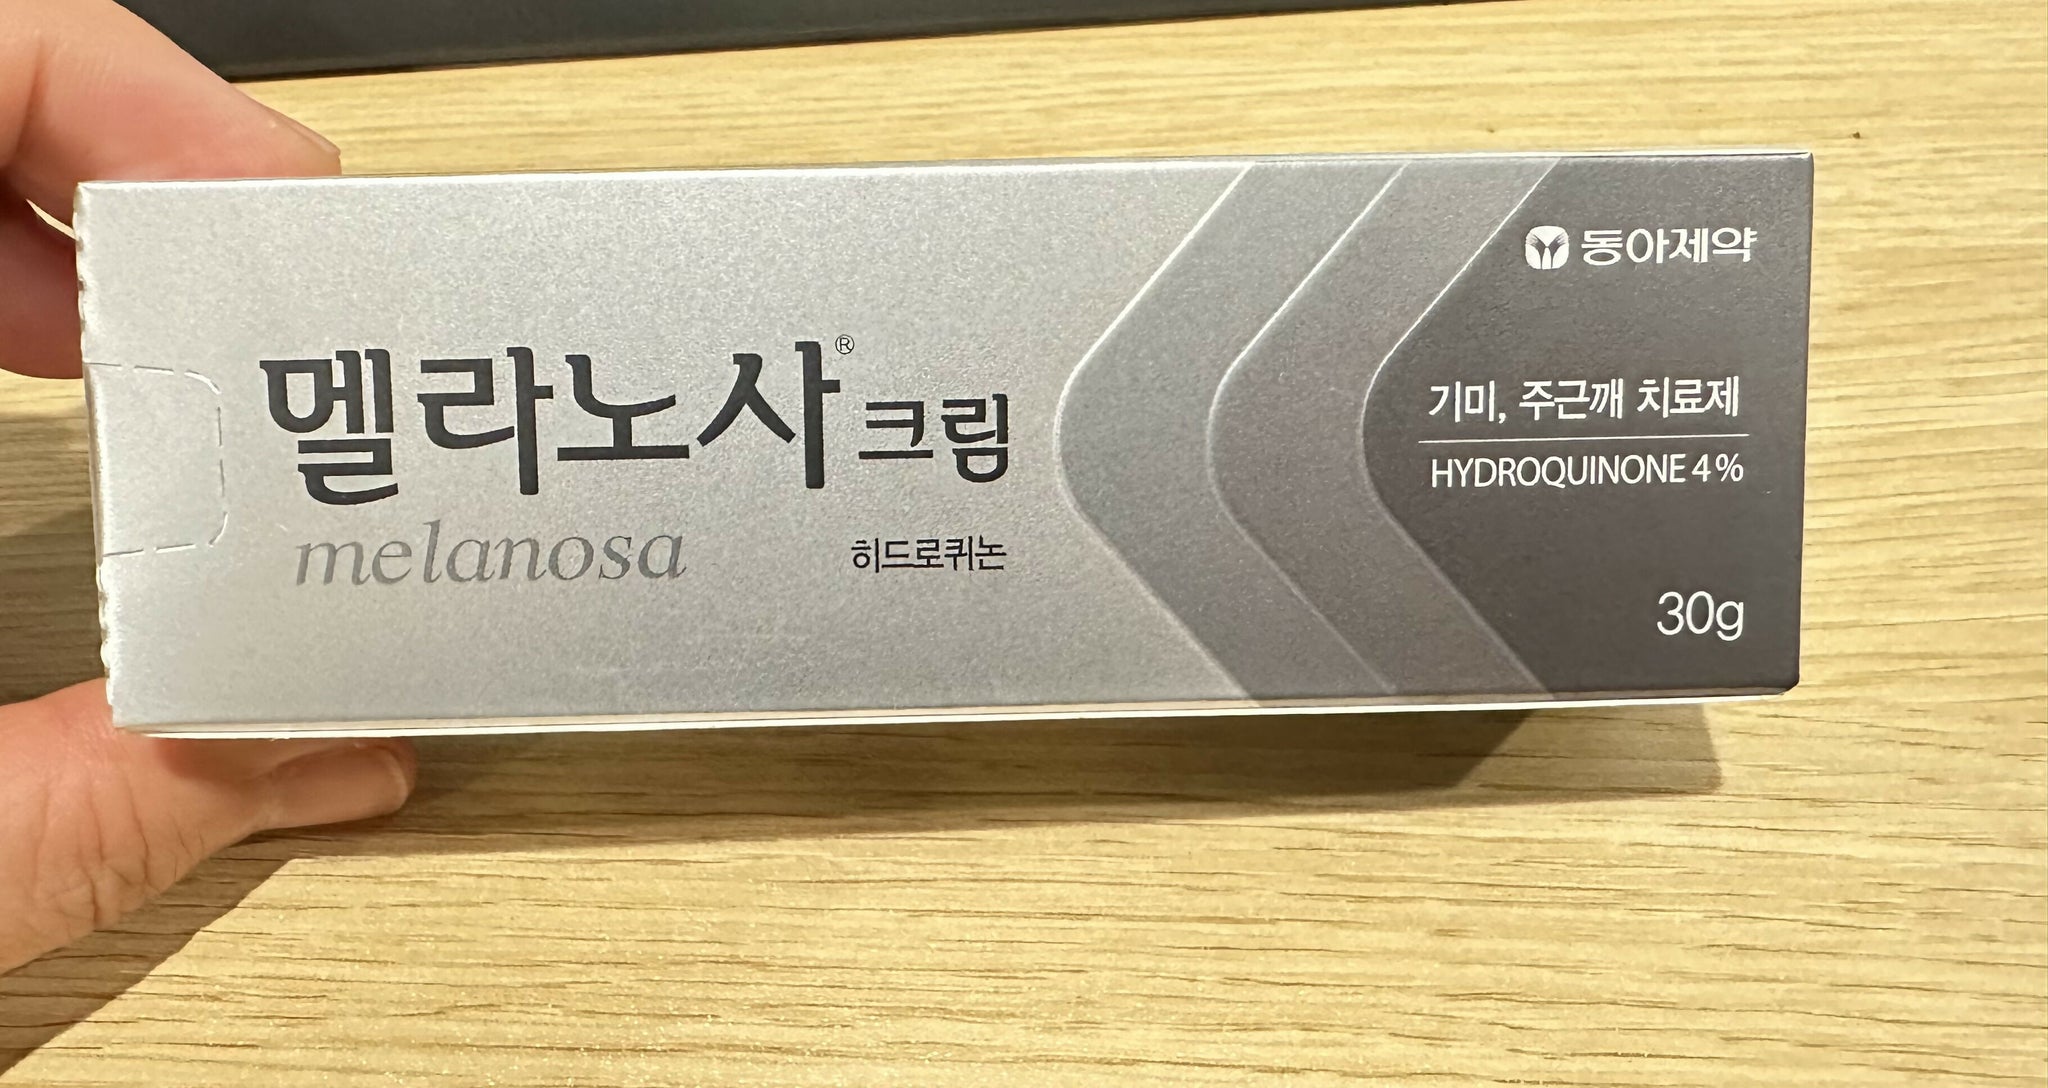 동아제약
멜라노사® 크림
melanosa
히드로퀴논
기미, 주근깨 치료제
HYDROQUINONE 4%
30g